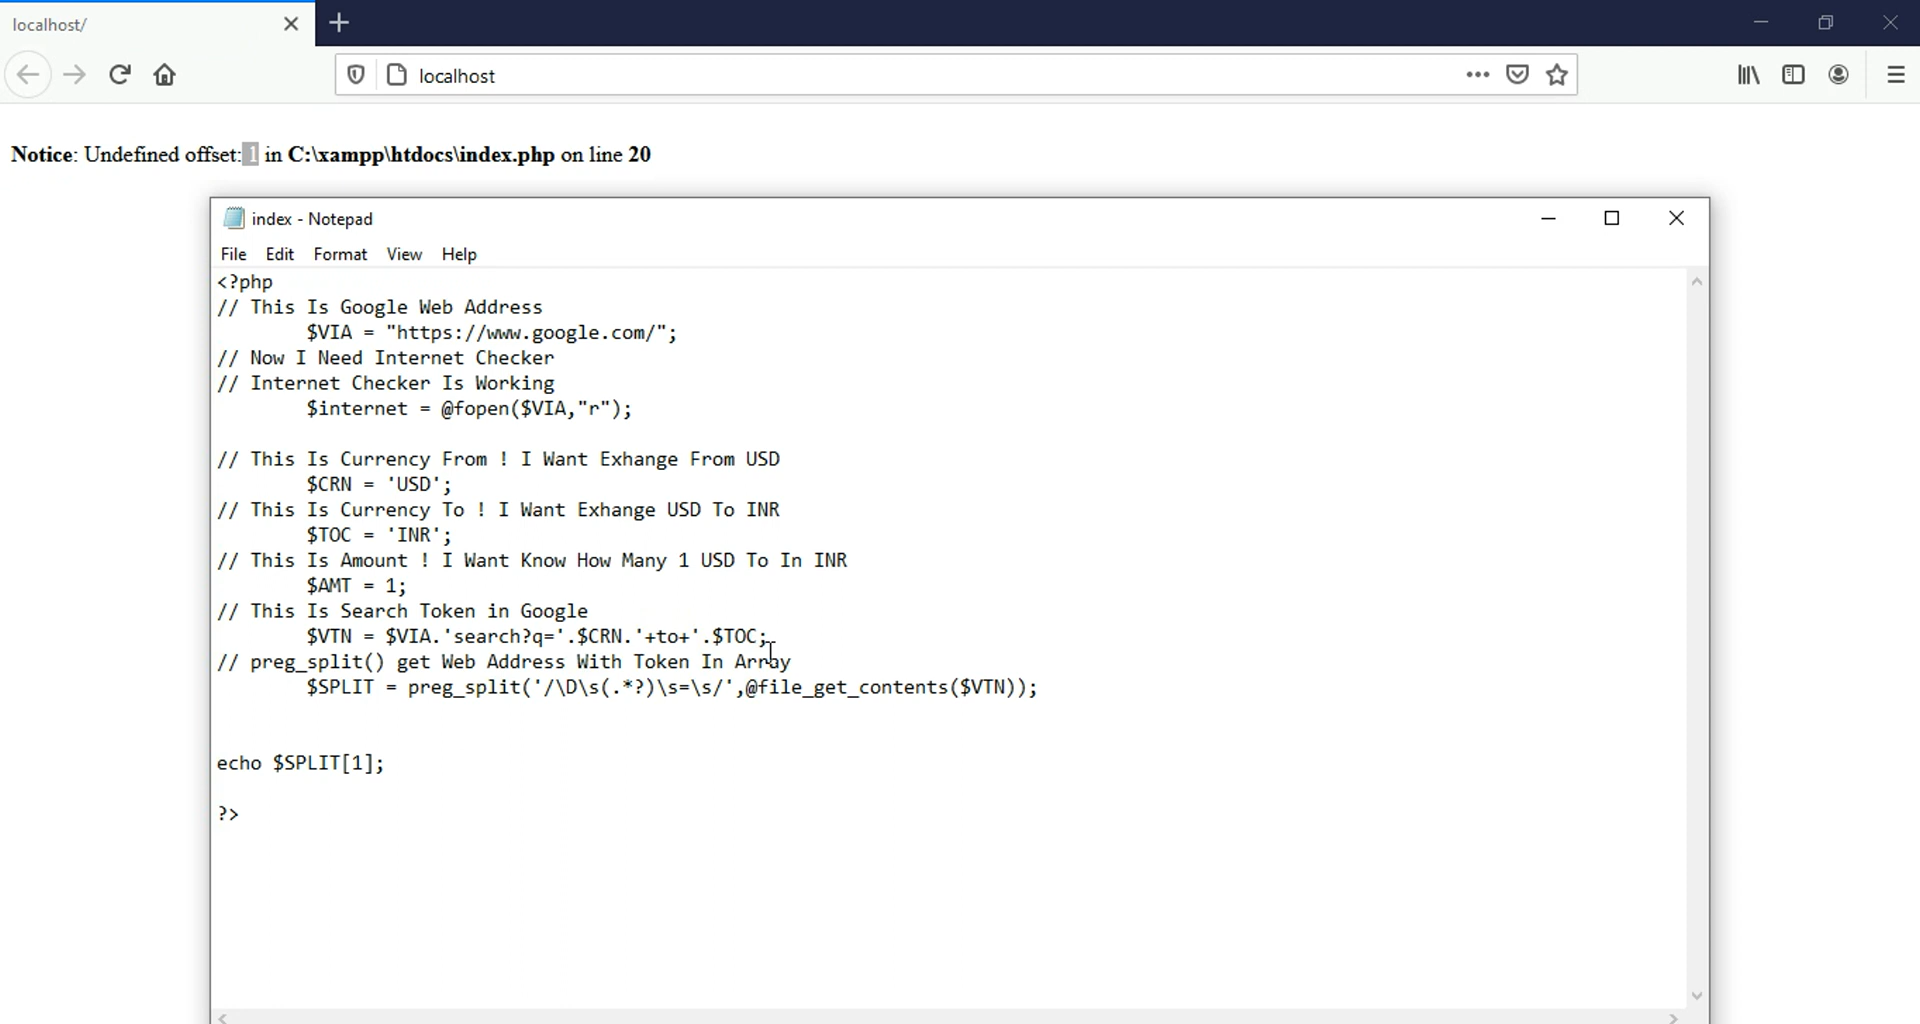 localhost/
localhost
Notice: Undefined offset: 1 in C:\xampp\htdocs\index.php on line 20
index - Notepad
File Edit Format View Help
<?php
// This Is Google Web Address
$VIA = "https://www.google.com/";
// Now I Need Internet Checker
// Internet Checker Is Working
$internet = @fopen($VIA,"r");
// This Is Currency From ! I Want Exhange From USD
$CRN = 'USD';
// This Is Currency To ! I Want Exhange USD To INR
$TOC = 'INR';
// This Is Amount ! I Want Know How Many 1 USD To In INR
$AMT = 1;
// This Is Search Token in Google
$VTN = $VIA.'search?q='.$CRN.'+to+'.$TOC;
// preg_split() get Web Address With Token In Array
$SPLIT = preg_split('/\D\s(.*?)\s=\s/',@file_get_contents($VTN));
echo $SPLIT[1];
?>